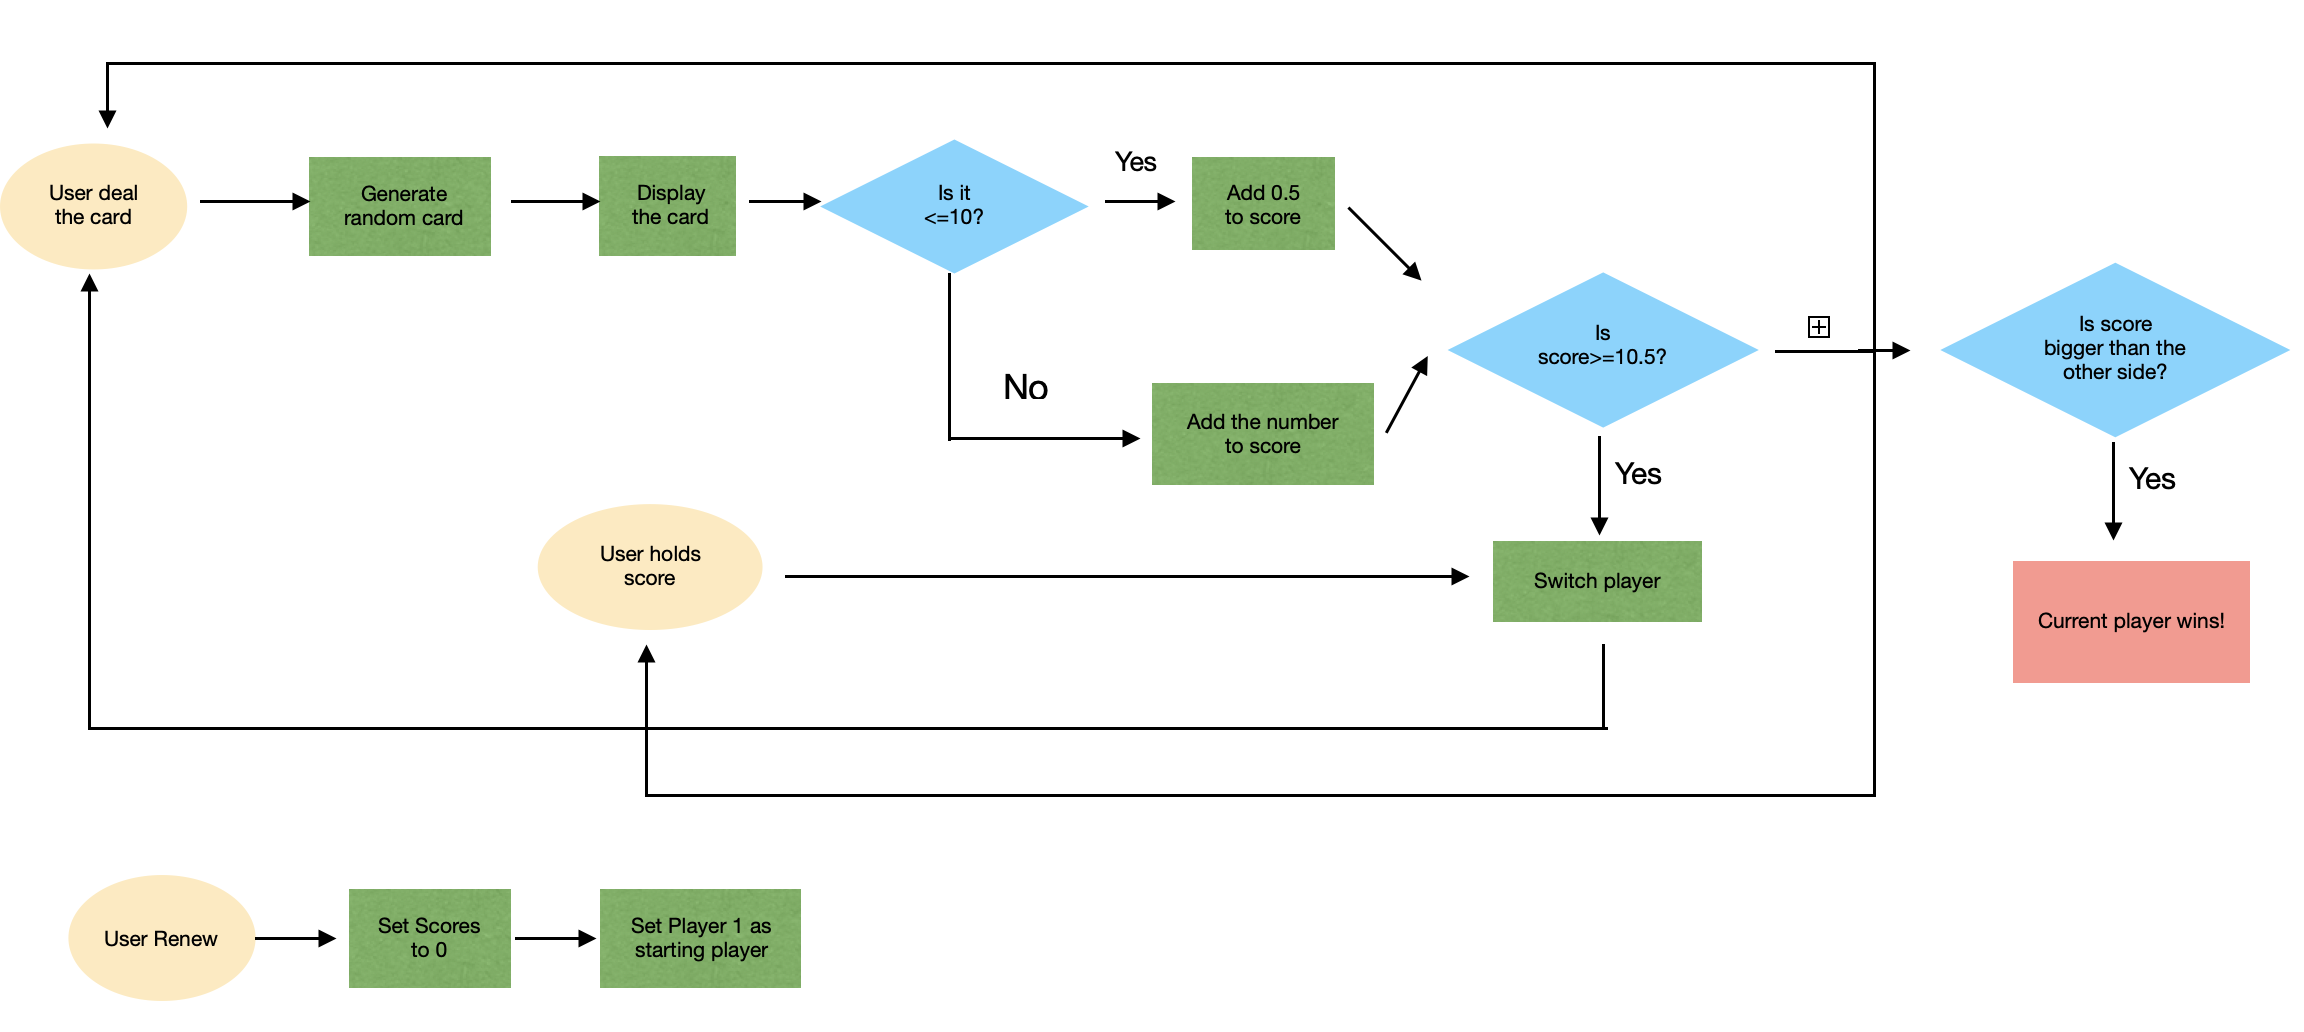 User deal
the card
Generate
random card
Display
the card
Is it
<=10?
Yes
Add 0.5
to score
No
Add the number
to score
Is
score>=10.5?
Is score
bigger than the
other side?
Yes
Yes
User holds
score
Switch player
Current player wins!
User Renew
Set Scores
to 0
Set Player 1 as
starting player